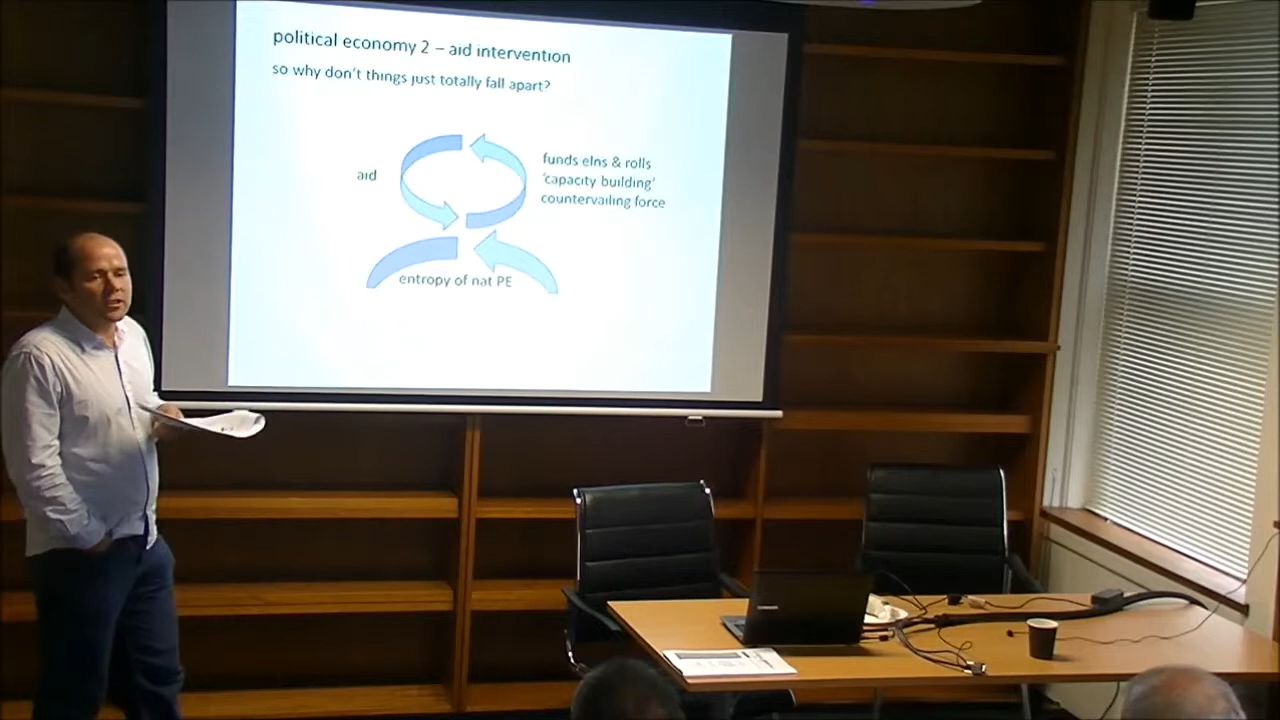 political economy 2 – aid intervention
so why don't things just totally fall apart?
aid
funds elns & rolls
'capacity building'
countervailing force
entropy of nat PE